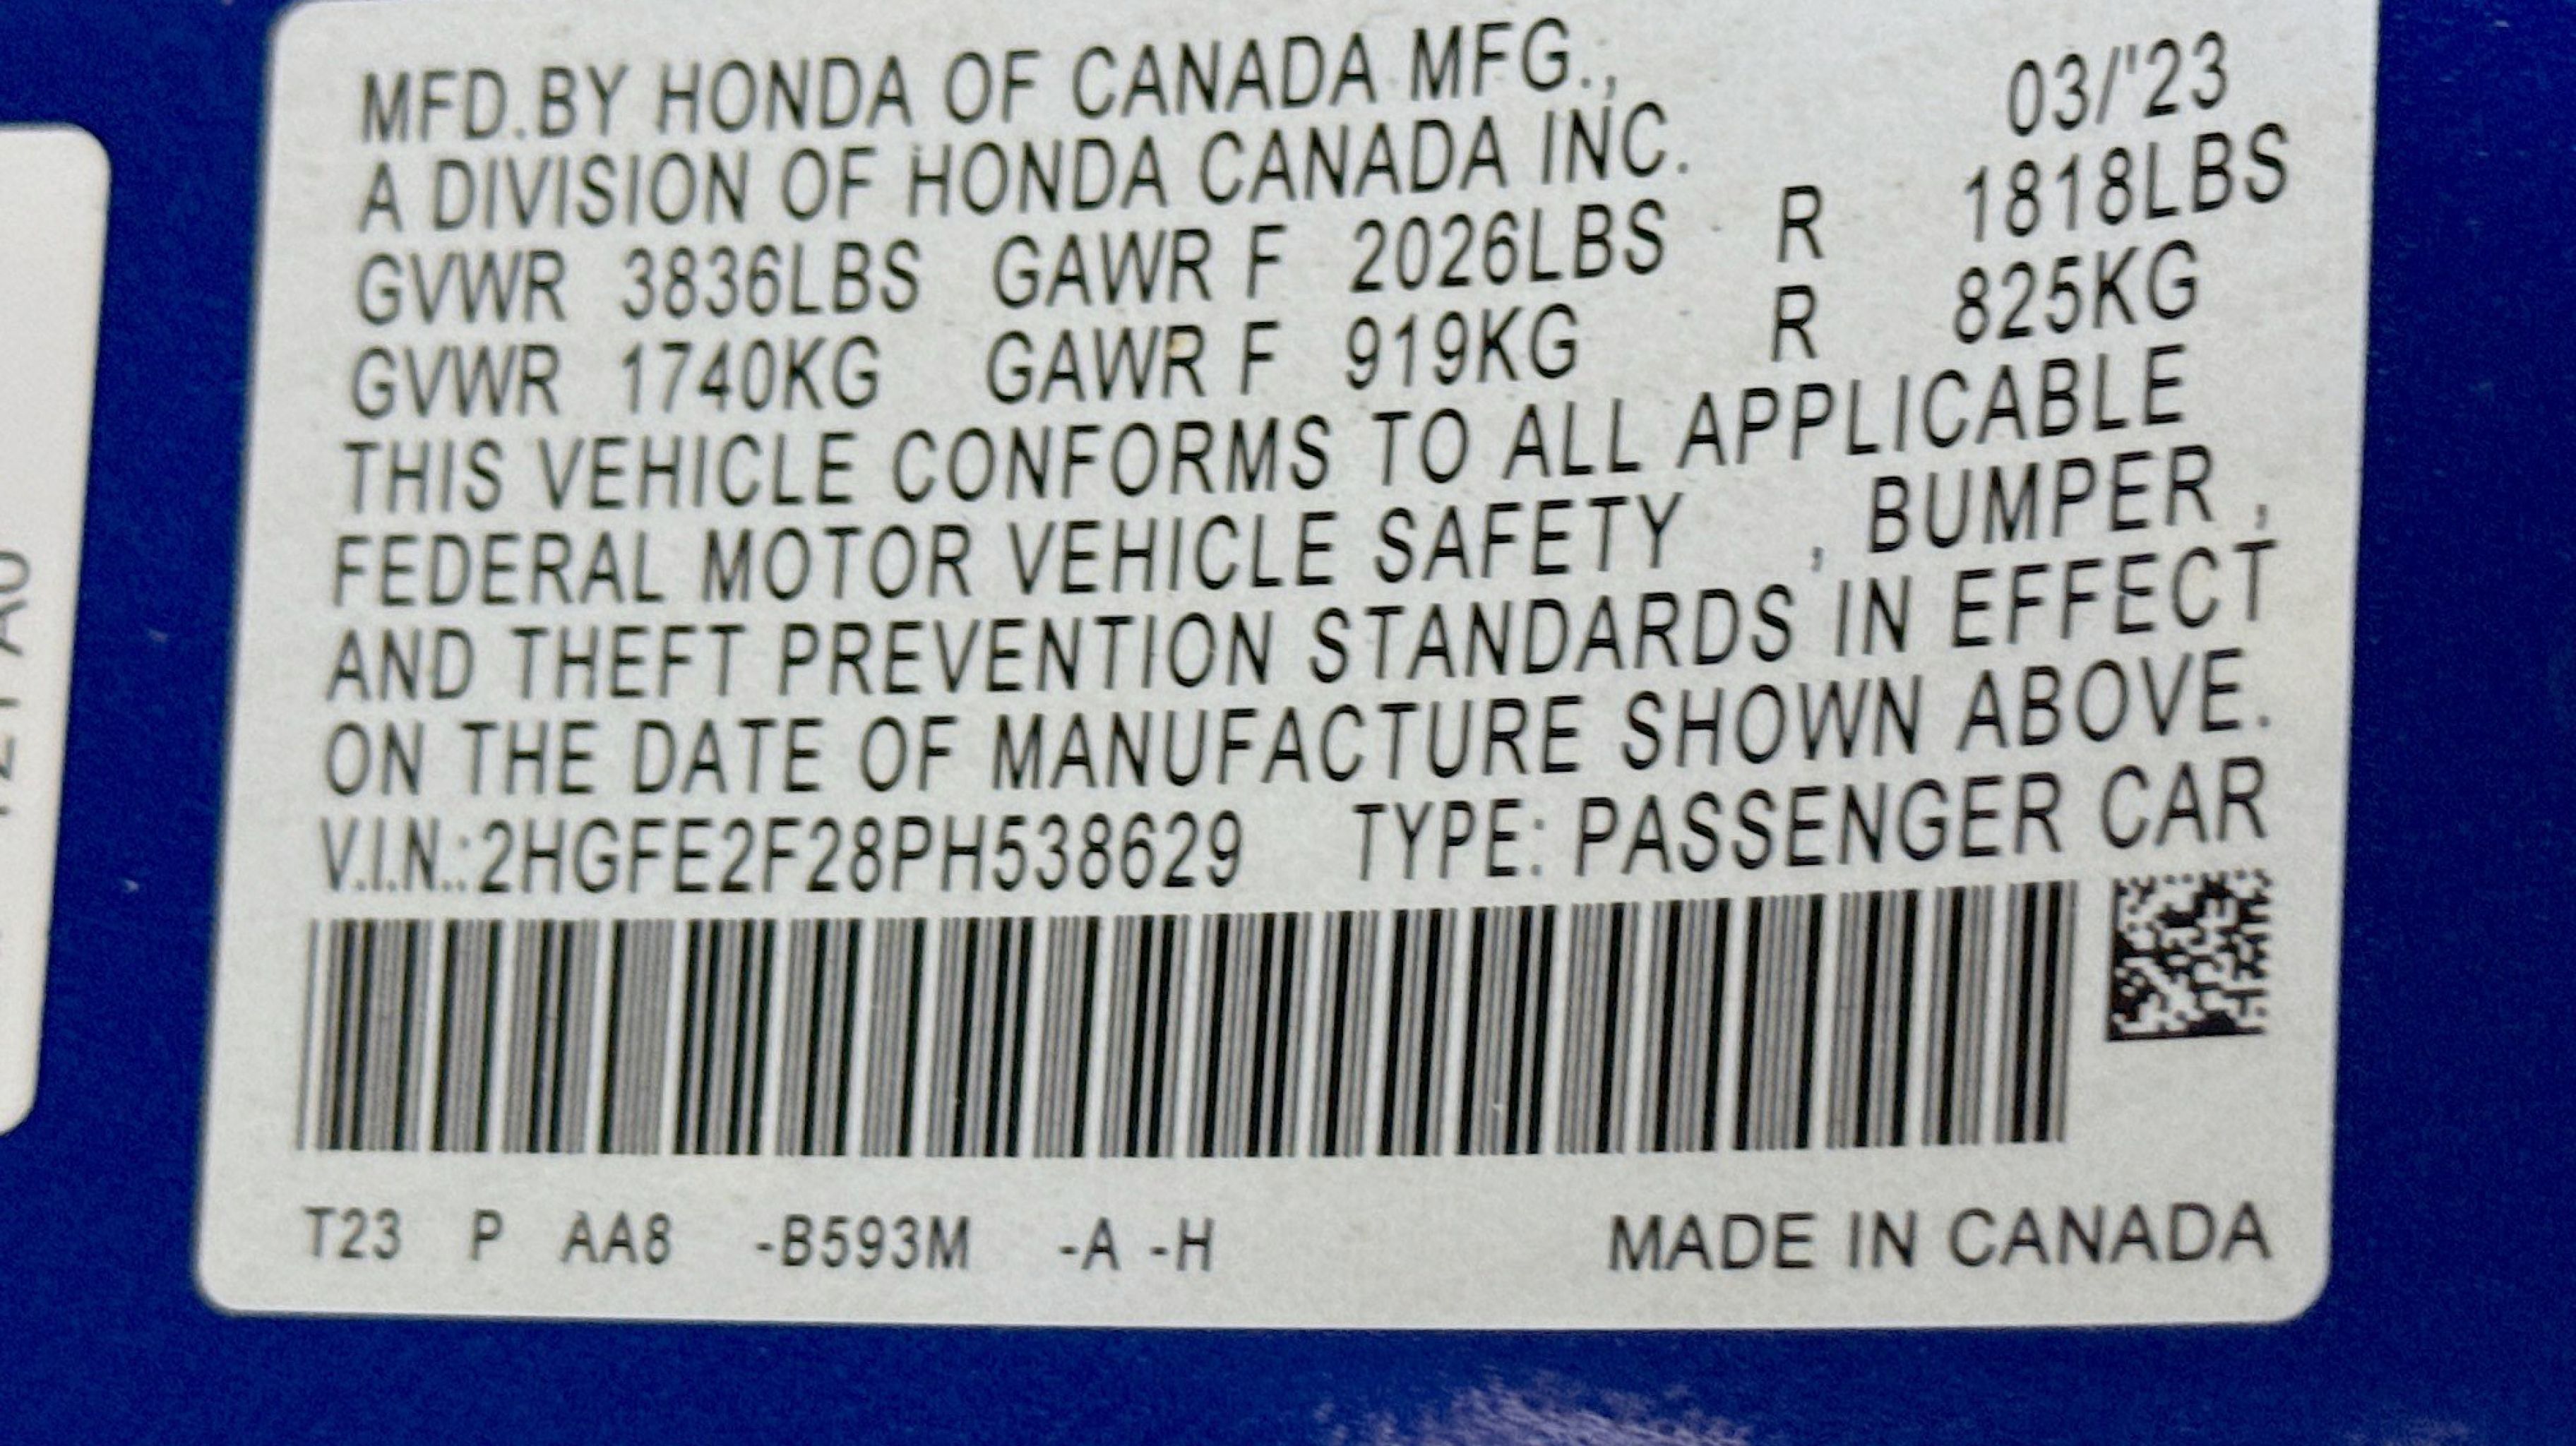 MFD.BY HONDA OF CANADA MFG., 03/'23
A DIVISION OF HONDA CANADA INC.
GVWR 3836LBS GAWR F 2026LBS R 1818LBS
GVWR 1740KG GAWR F 919KG R 825KG
THIS VEHICLE CONFORMS TO ALL APPLICABLE
FEDERAL MOTOR VEHICLE SAFETY , BUMPER ,
AND THEFT PREVENTION STANDARDS IN EFFECT
ON THE DATE OF MANUFACTURE SHOWN ABOVE.
V.I.N.:2HGFE2F28PH538629 TYPE: PASSENGER CAR
T23 P AA8 -B593M -A -H MADE IN CANADA